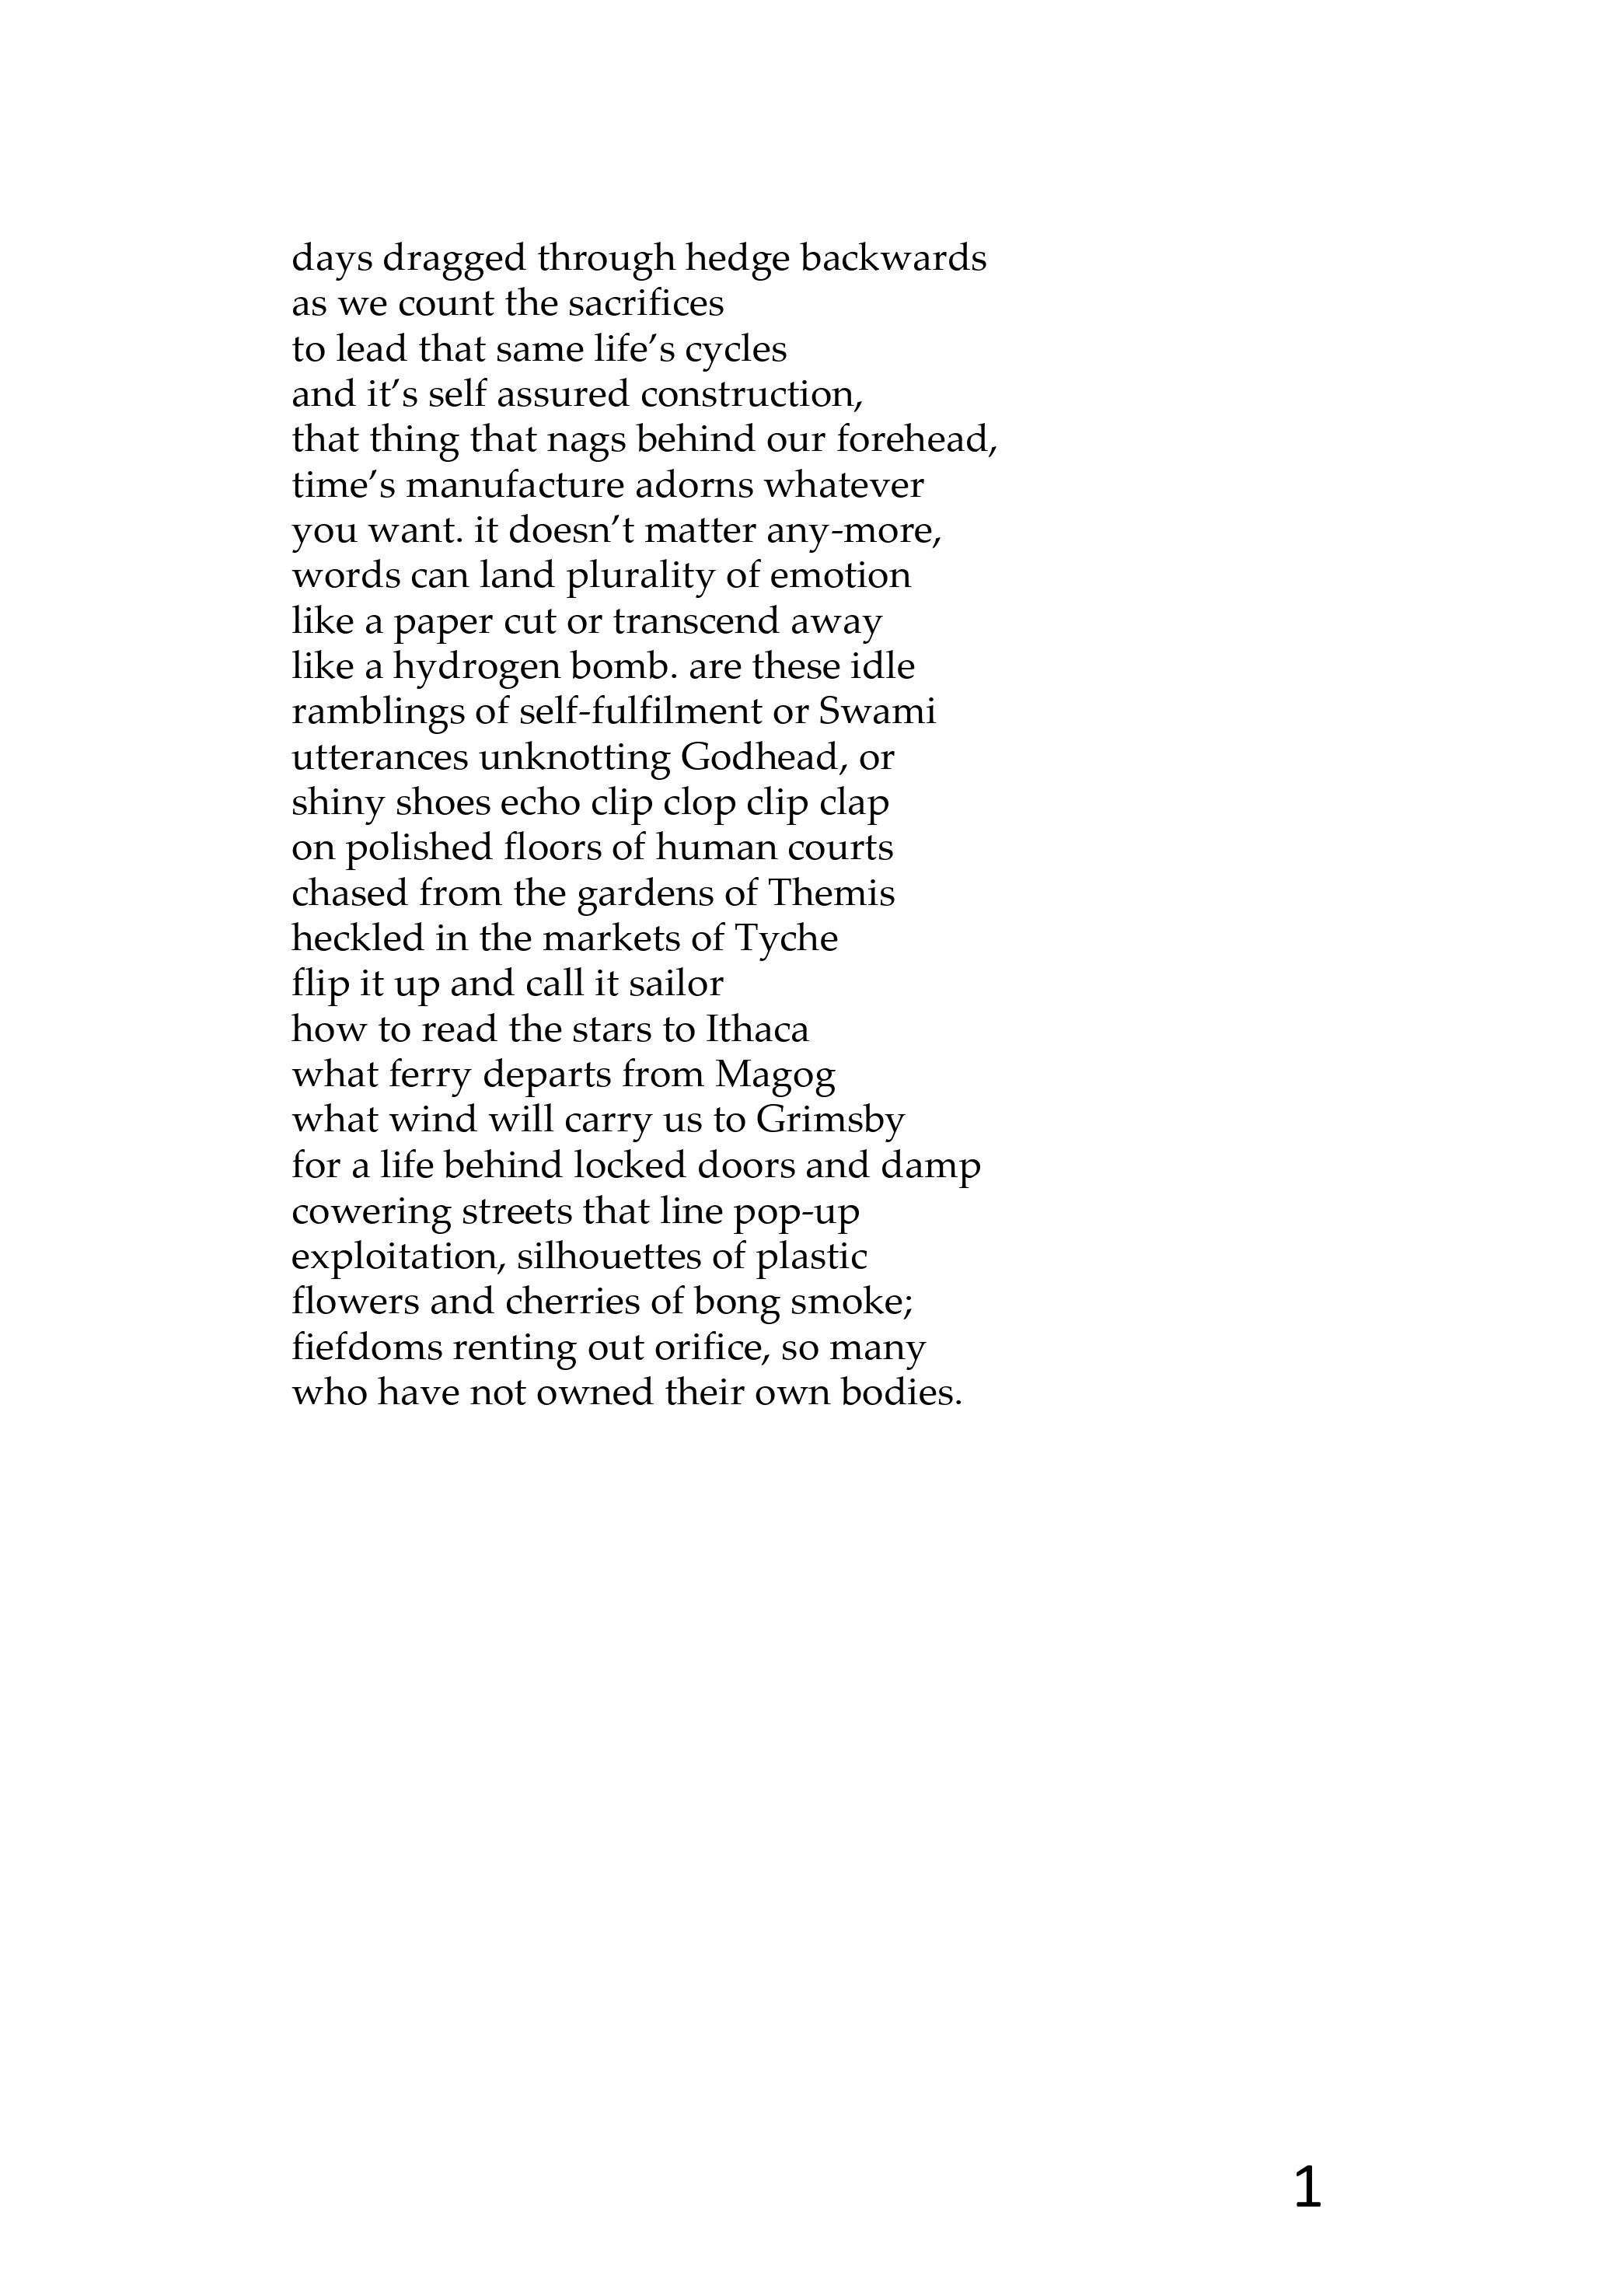 days dragged through hedge backwards
as we count the sacrifices
to lead that same life’s cycles
and it’s self assured construction,
that thing that nags behind our forehead,
time’s manufacture adorns whatever
you want. it doesn’t matter any-more,
words can land plurality of emotion
like a paper cut or transcend away
like a hydrogen bomb. are these idle
ramblings of self-fulfilment or Swami
utterances unknotting Godhead, or
shiny shoes echo clip clop clip clap
on polished floors of human courts
chased from the gardens of Themis
heckled in the markets of Tyche
flip it up and call it sailor
how to read the stars to Ithaca
what ferry departs from Magog
what wind will carry us to Grimsby
for a life behind locked doors and damp
cowering streets that line pop-up
exploitation, silhouettes of plastic
flowers and cherries of bong smoke;
fiefdoms renting out orifice, so many
who have not owned their own bodies.
1